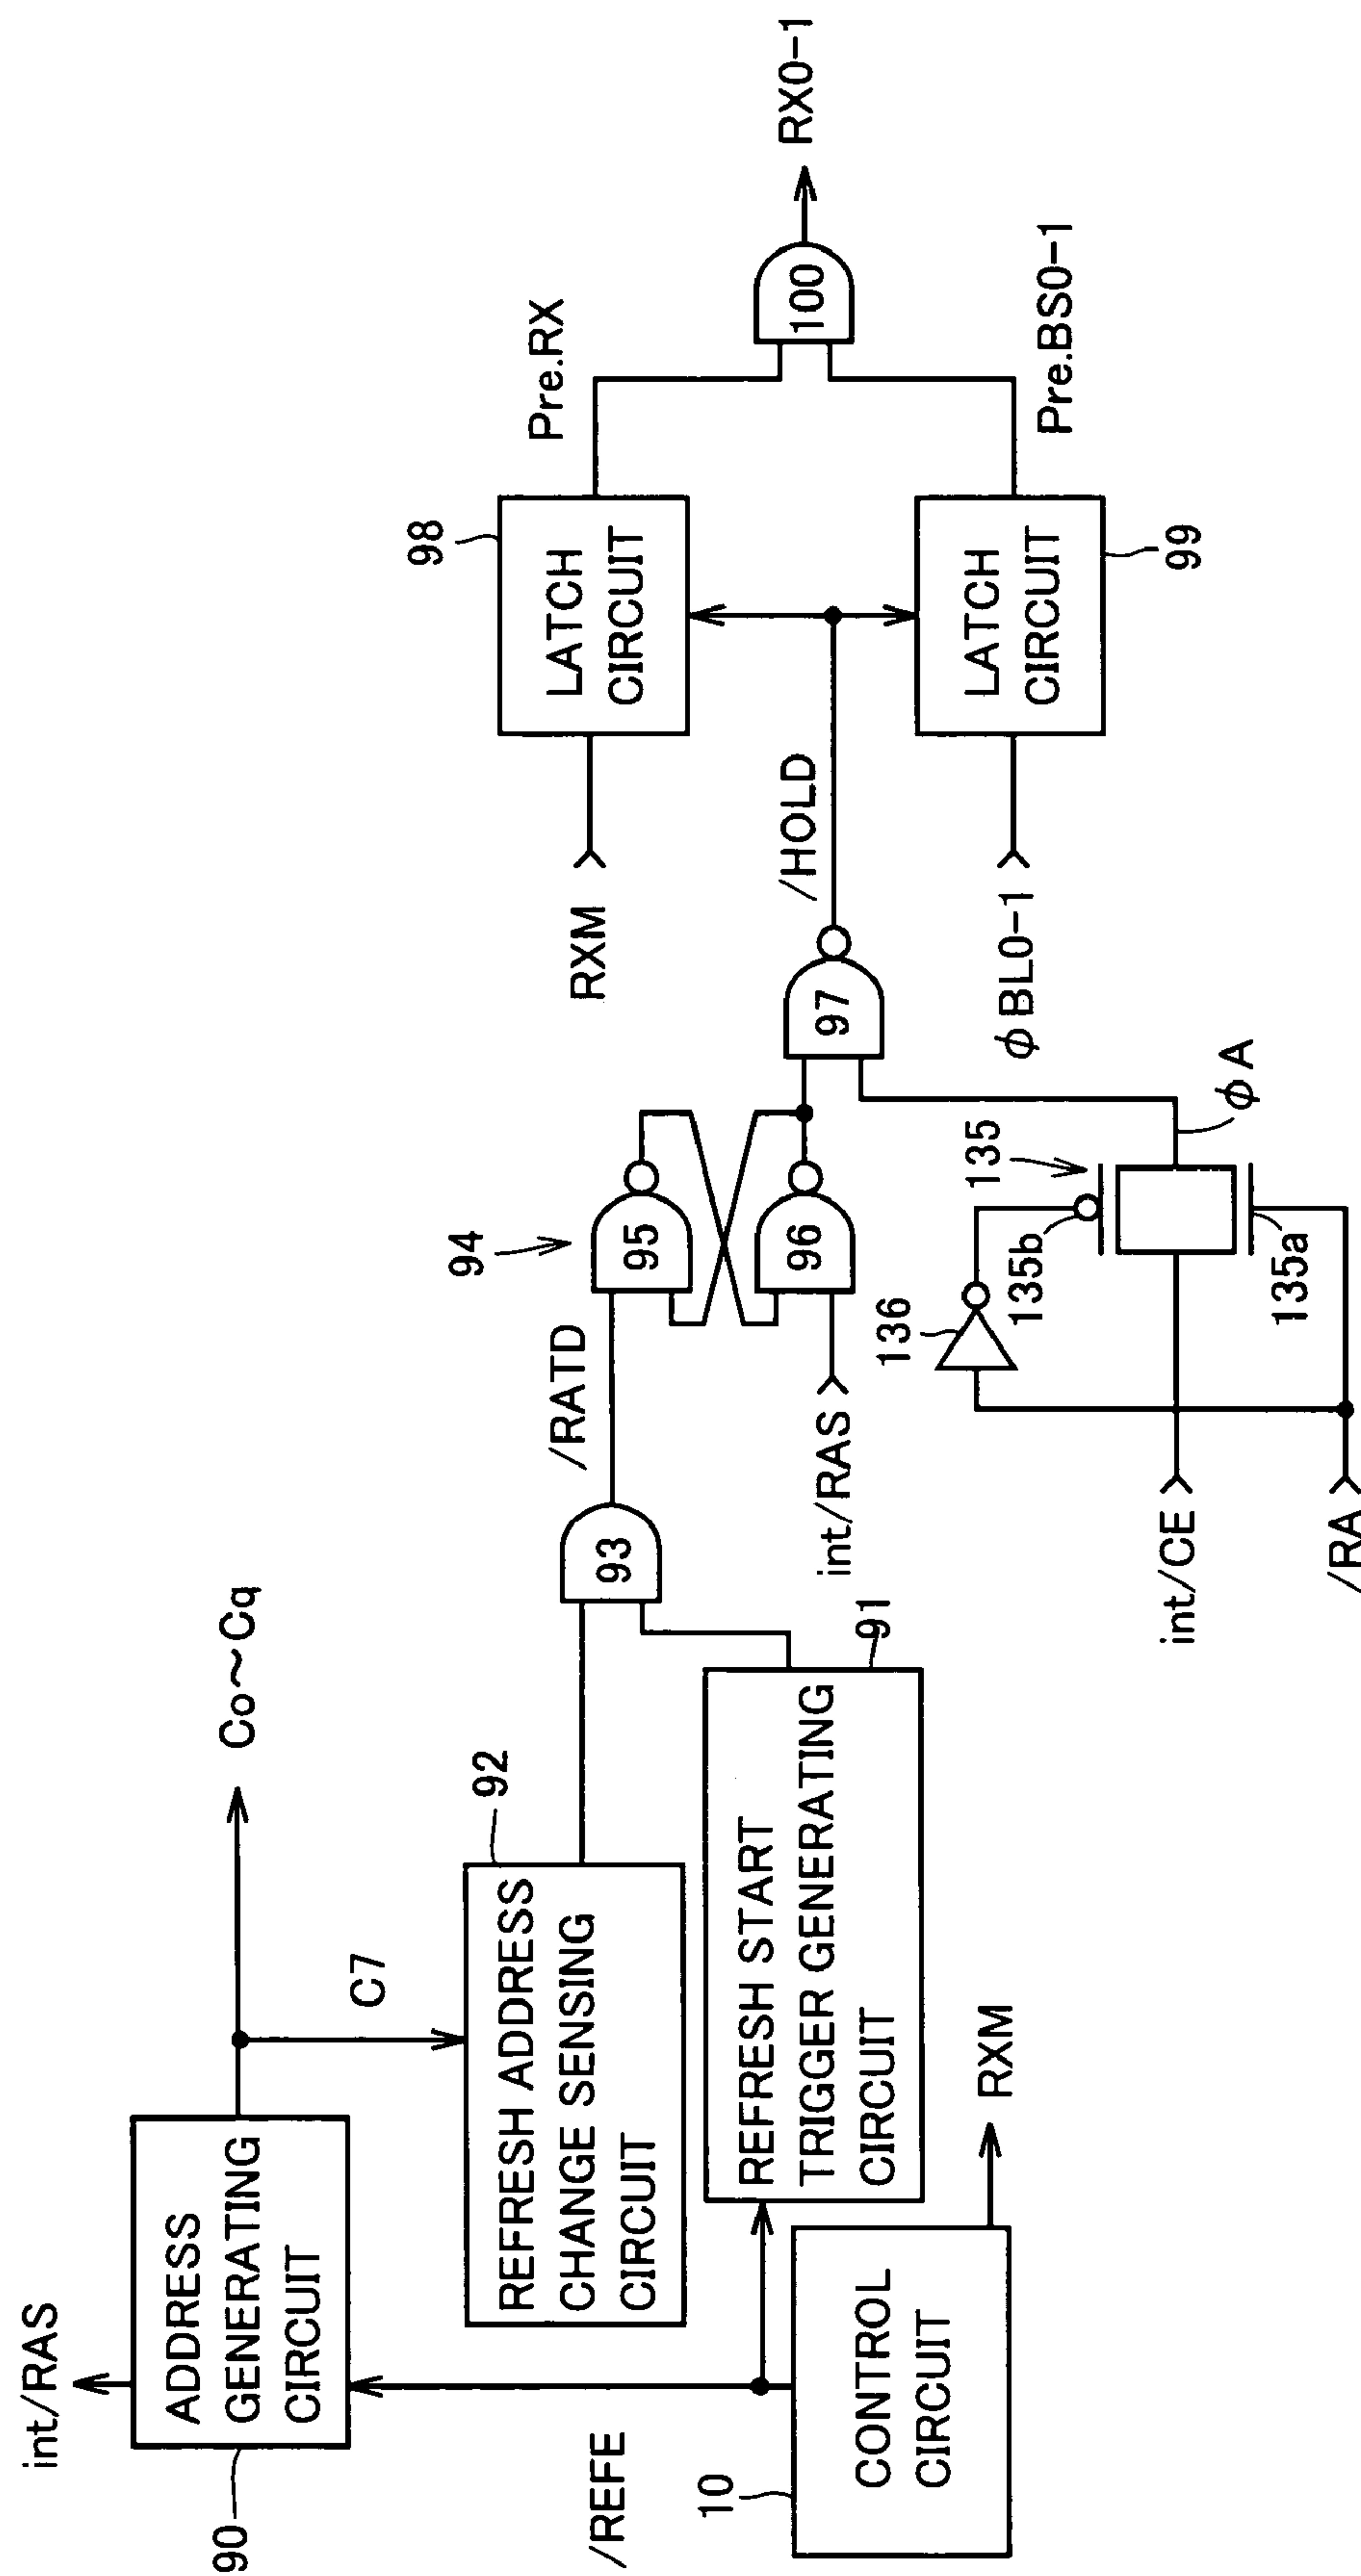 int/RAS
90
ADDRESS
GENERATING
CIRCUIT
Co~Cq
/REFE
C7
92
REFRESH ADDRESS
CHANGE SENSING
CIRCUIT
10
CONTROL
CIRCUIT
RXM
REFRESH START
TRIGGER GENERATING
CIRCUIT
91
93
/RATD
94
95
96
int/RAS
136
135
135b
135a
int/CE
/RA
φA
97
/HOLD
RXM
98
LATCH
CIRCUIT
Pre.RX
φBL0-1
99
LATCH
CIRCUIT
Pre.BS0-1
100
RX0-1